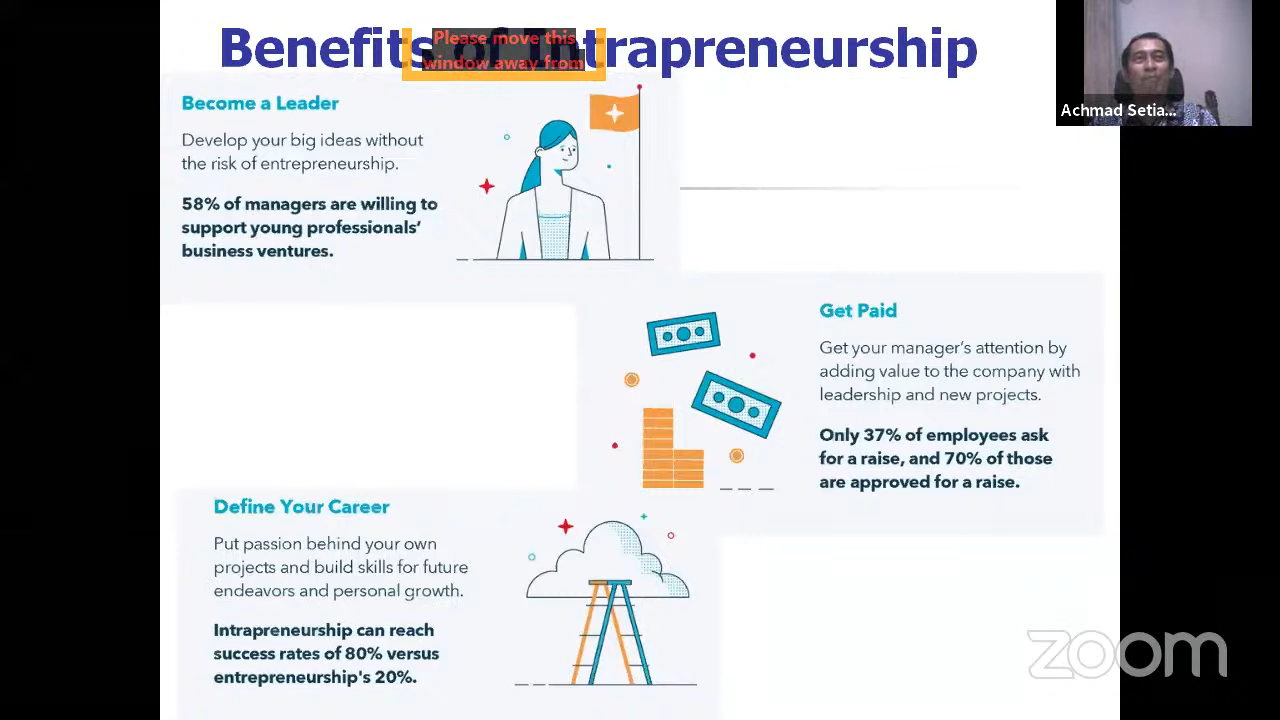 Benefits of Intrapreneurship
Please move this
window away from
Achmad Setia...
Become a Leader
Develop your big ideas without
the risk of entrepreneurship.
58% of managers are willing to
support young professionals’
business ventures.
Get Paid
Get your manager’s attention by
adding value to the company with
leadership and new projects.
Only 37% of employees ask
for a raise, and 70% of those
are approved for a raise.
Define Your Career
Put passion behind your own
projects and build skills for future
endeavors and personal growth.
Intrapreneurship can reach
success rates of 80% versus
entrepreneurship's 20%.
zoom